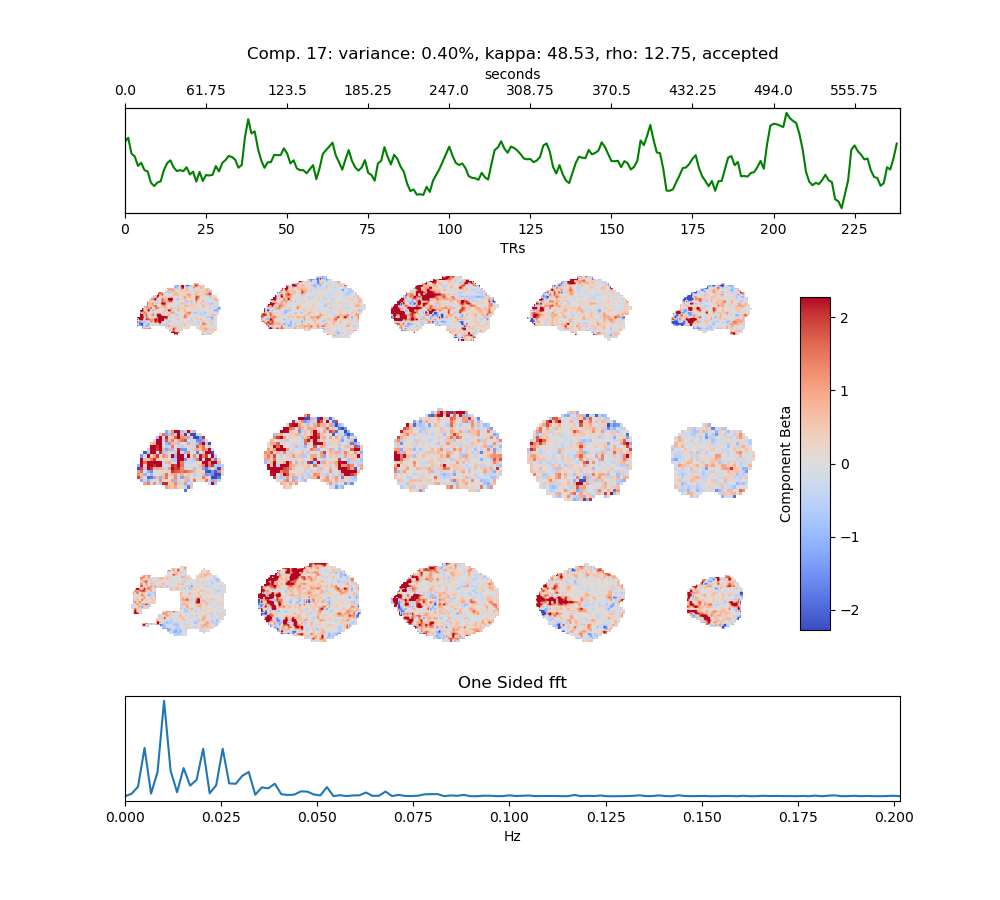 Comp. 17: variance: 0.40%, kappa: 48.53, rho: 12.75, accepted
seconds
0.0 61.75 123.5 185.25 247.0 308.75 370.5 432.25 494.0 555.75
0 25 50 75 100 125 150 175 200 225
TRs
2
1
0
−1
−2
Component Beta
One Sided fft
0.000 0.025 0.050 0.075 0.100 0.125 0.150 0.175 0.200
Hz